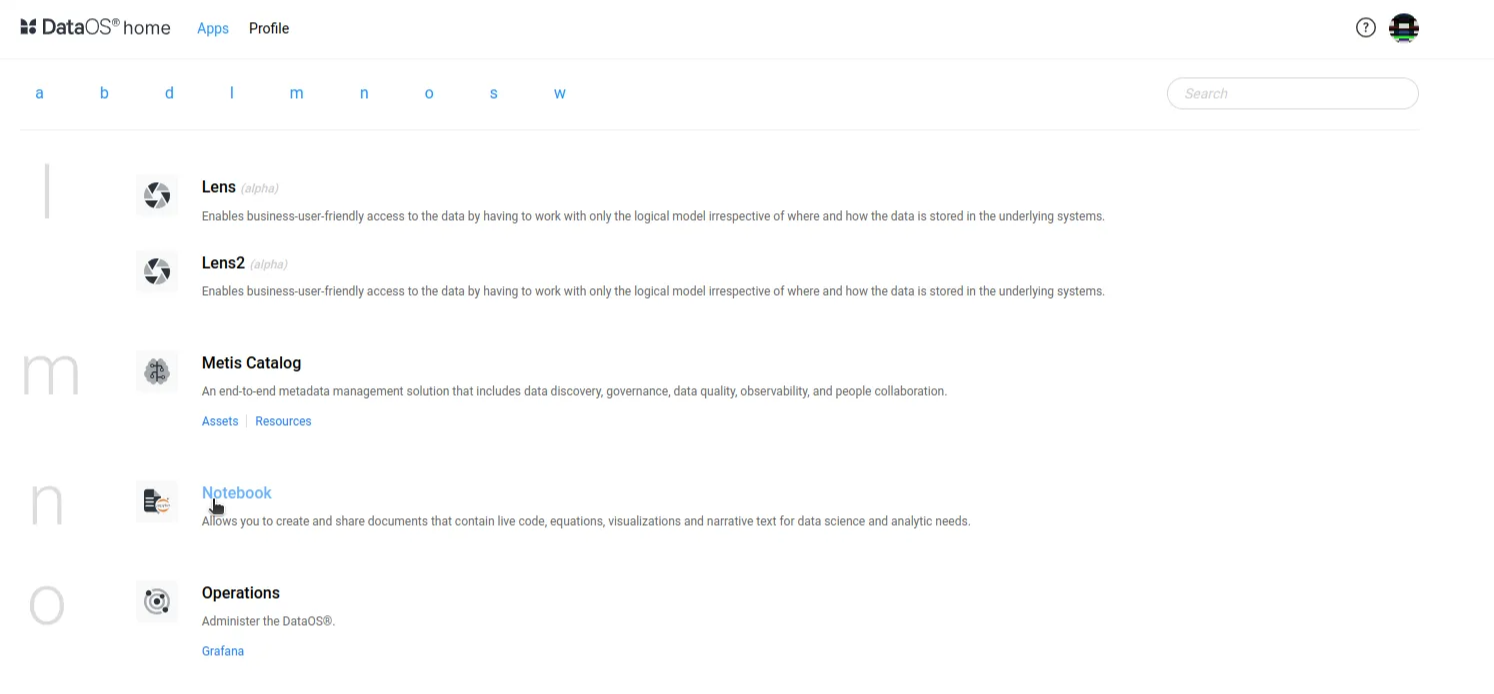 DataOS® home Apps Profile ?
a b d l m n o s w Search
l
Lens (alpha)
Enables business-user-friendly access to the data by having to work with only the logical model irrespective of where and how the data is stored in the underlying systems.
Lens2 (alpha)
Enables business-user-friendly access to the data by having to work with only the logical model irrespective of where and how the data is stored in the underlying systems.
m
Metis Catalog
An end-to-end metadata management solution that includes data discovery, governance, data quality, observability, and people collaboration.
Assets | Resources
n
Notebook
Allows you to create and share documents that contain live code, equations, visualizations and narrative text for data science and analytic needs.
o
Operations
Administer the DataOS®.
Grafana